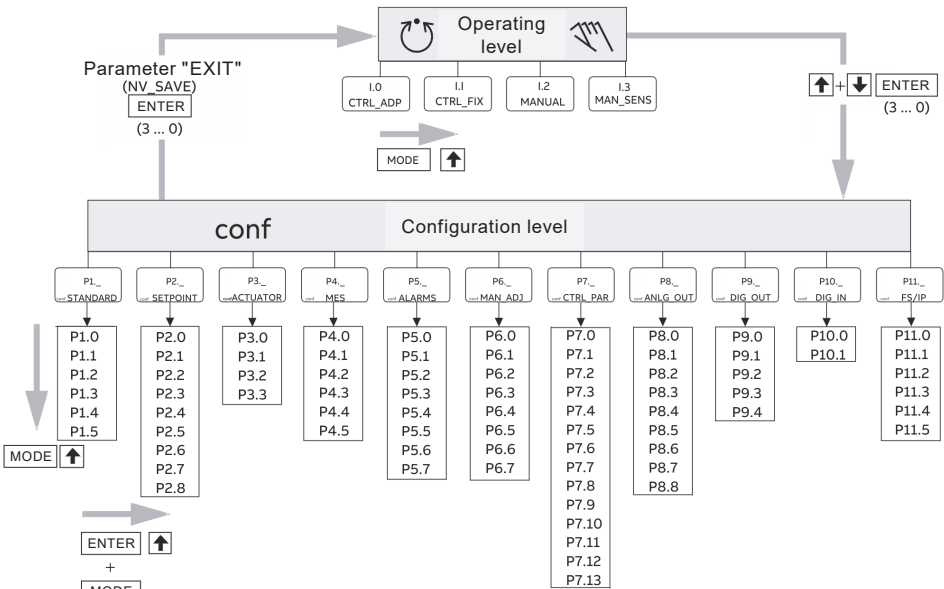 Operating
level
I.0
CTRL_ADP
I.1
CTRL_FIX
I.2
MANUAL
I.3
MAN_SENS
Parameter "EXIT"
(NV_SAVE)
ENTER
(3 ... 0)
+ ENTER
(3 ... 0)
MODE
conf Configuration level
P1._
conf STANDARD
P2._
conf SETPOINT
P3._
conf ACTUATOR
P4._
conf MES
P5._
conf ALARMS
P6._
conf MAN_ADJ
P7._
conf CTRL_PAR
P8._
conf ANLG_OUT
P9._
conf DIG_OUT
P10._
conf DIG_IN
P11._
conf FS/IP
P1.0
P1.1
P1.2
P1.3
P1.4
P1.5
P2.0
P2.1
P2.2
P2.3
P2.4
P2.5
P2.6
P2.7
P2.8
P3.0
P3.1
P3.2
P3.3
P4.0
P4.1
P4.2
P4.3
P4.4
P4.5
P5.0
P5.1
P5.2
P5.3
P5.4
P5.5
P5.6
P5.7
P6.0
P6.1
P6.2
P6.3
P6.4
P6.5
P6.6
P6.7
P7.0
P7.1
P7.2
P7.3
P7.4
P7.5
P7.6
P7.7
P7.8
P7.9
P7.10
P7.11
P7.12
P7.13
P8.0
P8.1
P8.2
P8.3
P8.4
P8.5
P8.6
P8.7
P8.8
P9.0
P9.1
P9.2
P9.3
P9.4
P10.0
P10.1
P11.0
P11.1
P11.2
P11.3
P11.4
P11.5
MODE
ENTER
+
MODE